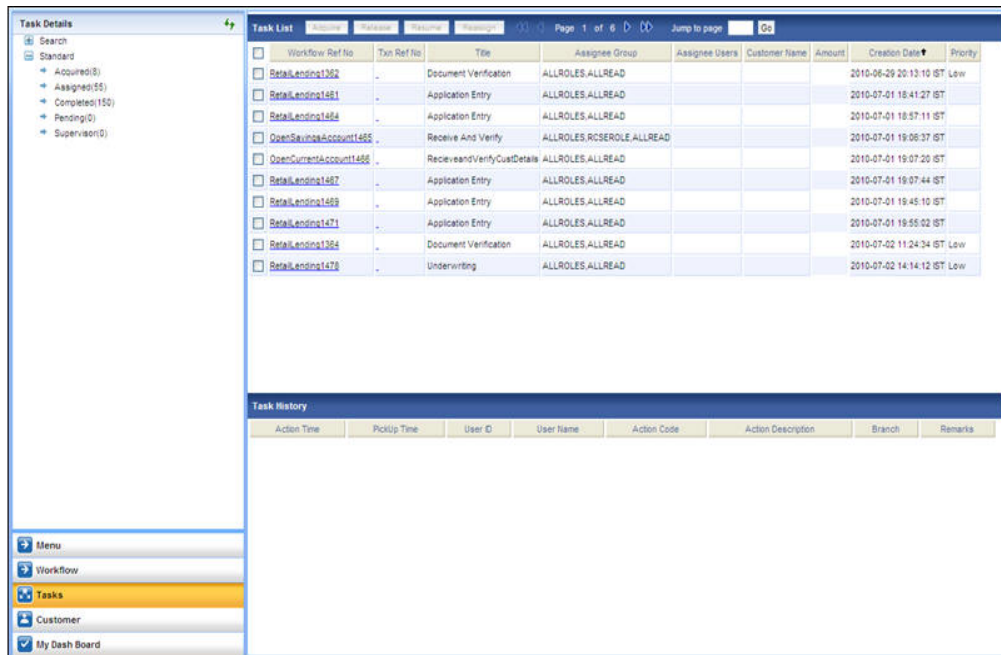 Task Details
Search
Standard
Acquired(8)
Assigned(55)
Completed(150)
Pending(0)
Supervisor(0)
Menu
Workflow
Tasks
Customer
My Dash Board
Task List Acquire Release Resume Reassign Page 1 of 6 Jump to page Go
Workflow Ref No Txn Ref No Title Assignee Group Assignee Users Customer Name Amount Creation Date Priority
RetailLending1362 Document Verification ALLROLES,ALLREAD 2010-06-29 20:13:10 IST Low
RetailLending1461 Application Entry ALLROLES,ALLREAD 2010-07-01 18:41:27 IST
RetailLending1464 Application Entry ALLROLES,ALLREAD 2010-07-01 18:57:11 IST
OpenSavingsAccount1465 Receive And Verify ALLROLES,RCSEROLE,ALLREAD 2010-07-01 19:06:37 IST
OpenCurrentAccount1466 RecieveandVerifyCustDetails ALLROLES,ALLREAD 2010-07-01 19:07:20 IST
RetailLending1467 Application Entry ALLROLES,ALLREAD 2010-07-01 19:07:44 IST
RetailLending1469 Application Entry ALLROLES,ALLREAD 2010-07-01 19:45:10 IST
RetailLending1471 Application Entry ALLROLES,ALLREAD 2010-07-01 19:55:02 IST
RetailLending1364 Document Verification ALLROLES,ALLREAD 2010-07-02 11:24:34 IST Low
RetailLending1478 Underwriting ALLROLES,ALLREAD 2010-07-02 14:14:12 IST Low
Task History
Action Time PickUp Time User ID User Name Action Code Action Description Branch Remarks